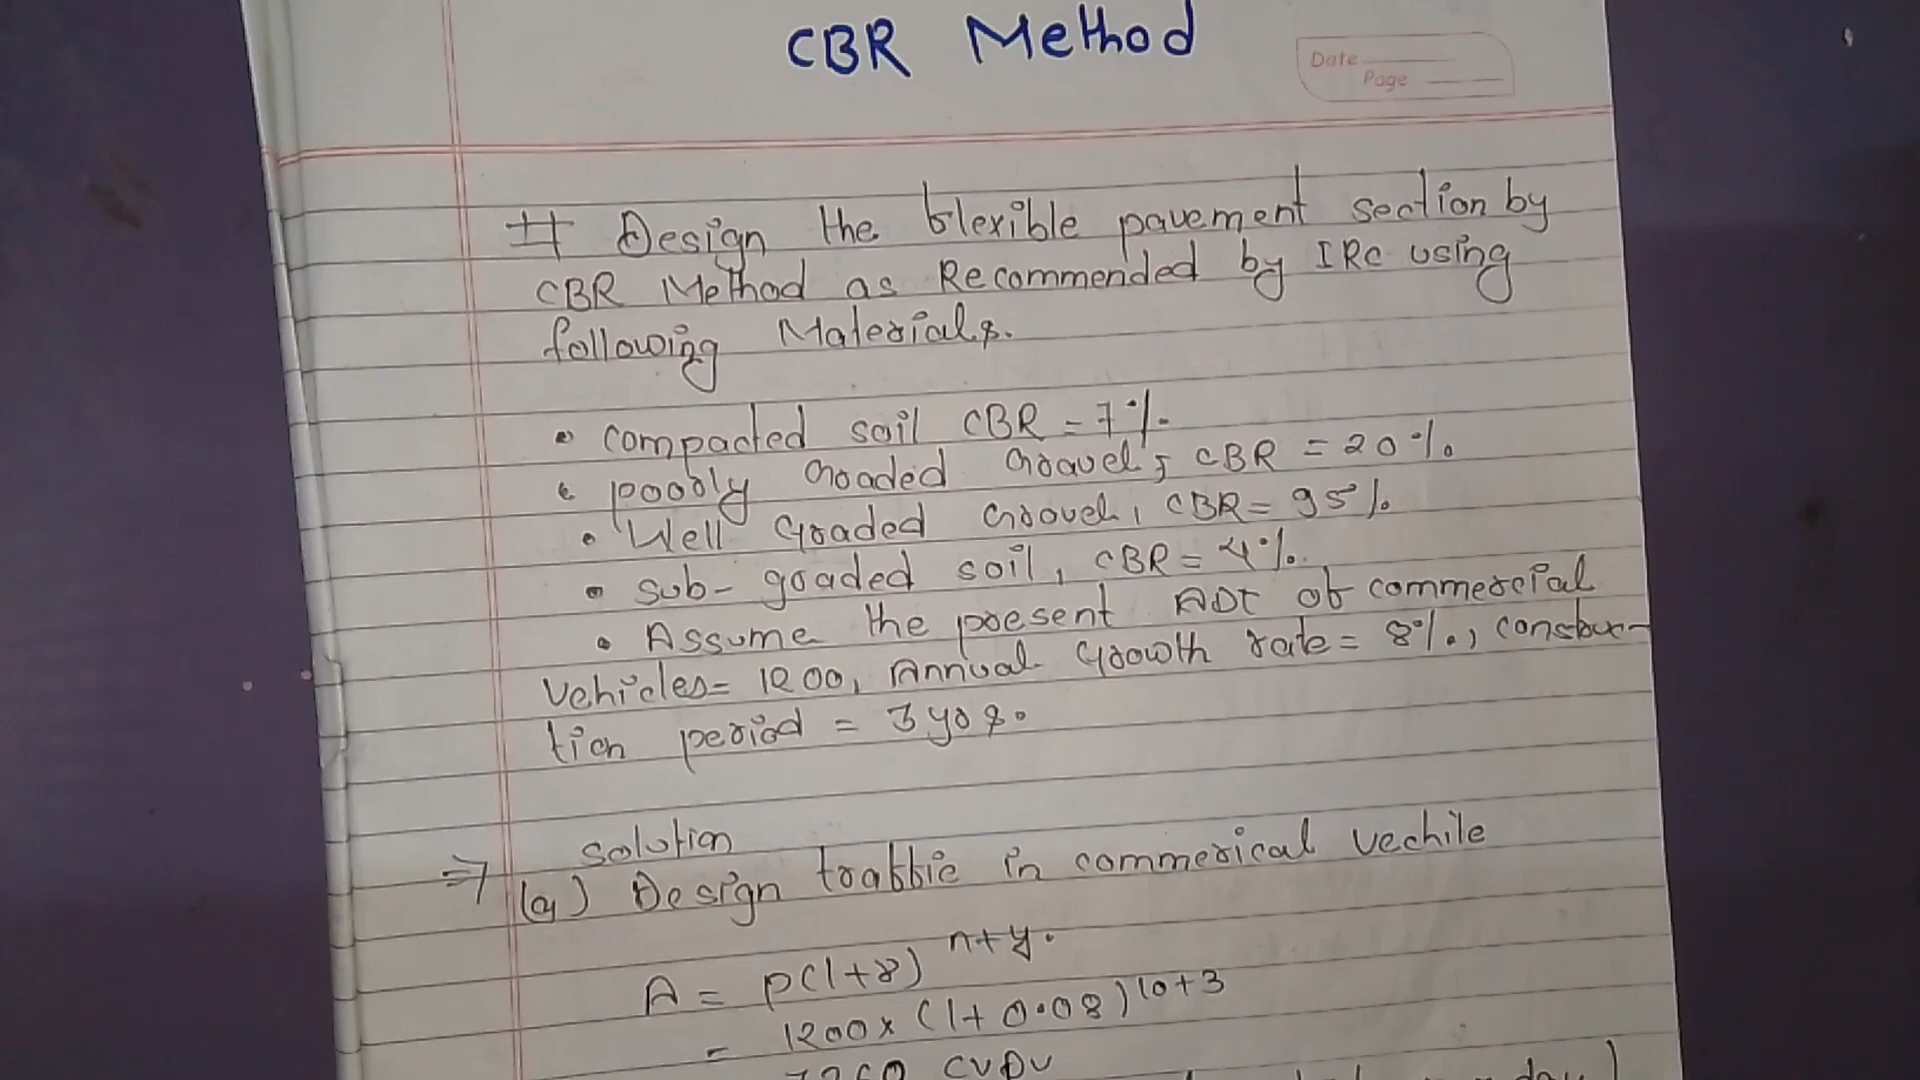 CBR Method
Date
Page
# Design the flexible pavement section by
CBR Method as Recommended by IRC using
following Materials.
• compacted soil CBR = 7%
• poorly Graded Gravel, CBR = 20%
• Well Graded Gravel, CBR = 95%
• sub-graded soil, CBR = 4%.
• Assume the present ADT of commercial
Vehicles = 1200, Annual Growth rate = 8%, construc-
tion period = 3 yrs.
Solution
⇒ (a) Design traffic in commerical vechile
A = P(1+r)^n+y.
= 1200 x (1+0.08)^10+3
CVDV
day)